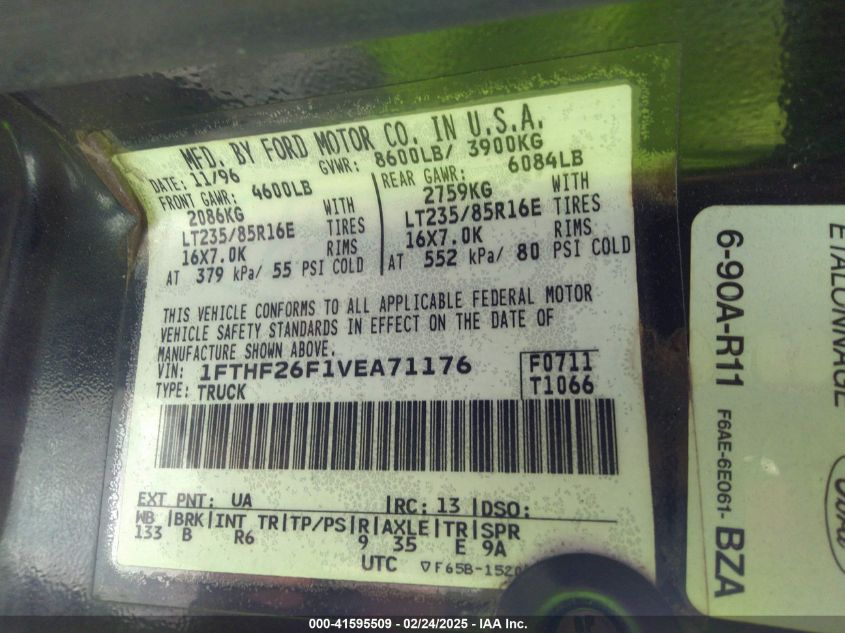 MFD. BY FORD MOTOR CO. IN U.S.A.
DATE: 11/96 GVWR: 8600LB/ 3900KG
FRONT GAWR: 4600LB REAR GAWR: 6084LB
2086KG WITH 2759KG WITH
LT235/85R16E TIRES LT235/85R16E TIRES
16X7.0K RIMS 16X7.0K RIMS
AT 379 kPa/ 55 PSI COLD AT 552 kPa/ 80 PSI COLD
THIS VEHICLE CONFORMS TO ALL APPLICABLE FEDERAL MOTOR
VEHICLE SAFETY STANDARDS IN EFFECT ON THE DATE OF
MANUFACTURE SHOWN ABOVE.
VIN: 1FTHF26F1VEA71176 F0711
TYPE: TRUCK T1066
EXT PNT: UA RC: 13 DSO:
WB BRK INT TR TP/PS R AXLE TR SPR
133 B R6 9 35 E 9A
UTC ▽F65B-1520
ETALONNAGE
6-90A-R11 F6AE-6E061- BZA
Ford
000-41595509 - 02/24/2025 - IAA Inc.